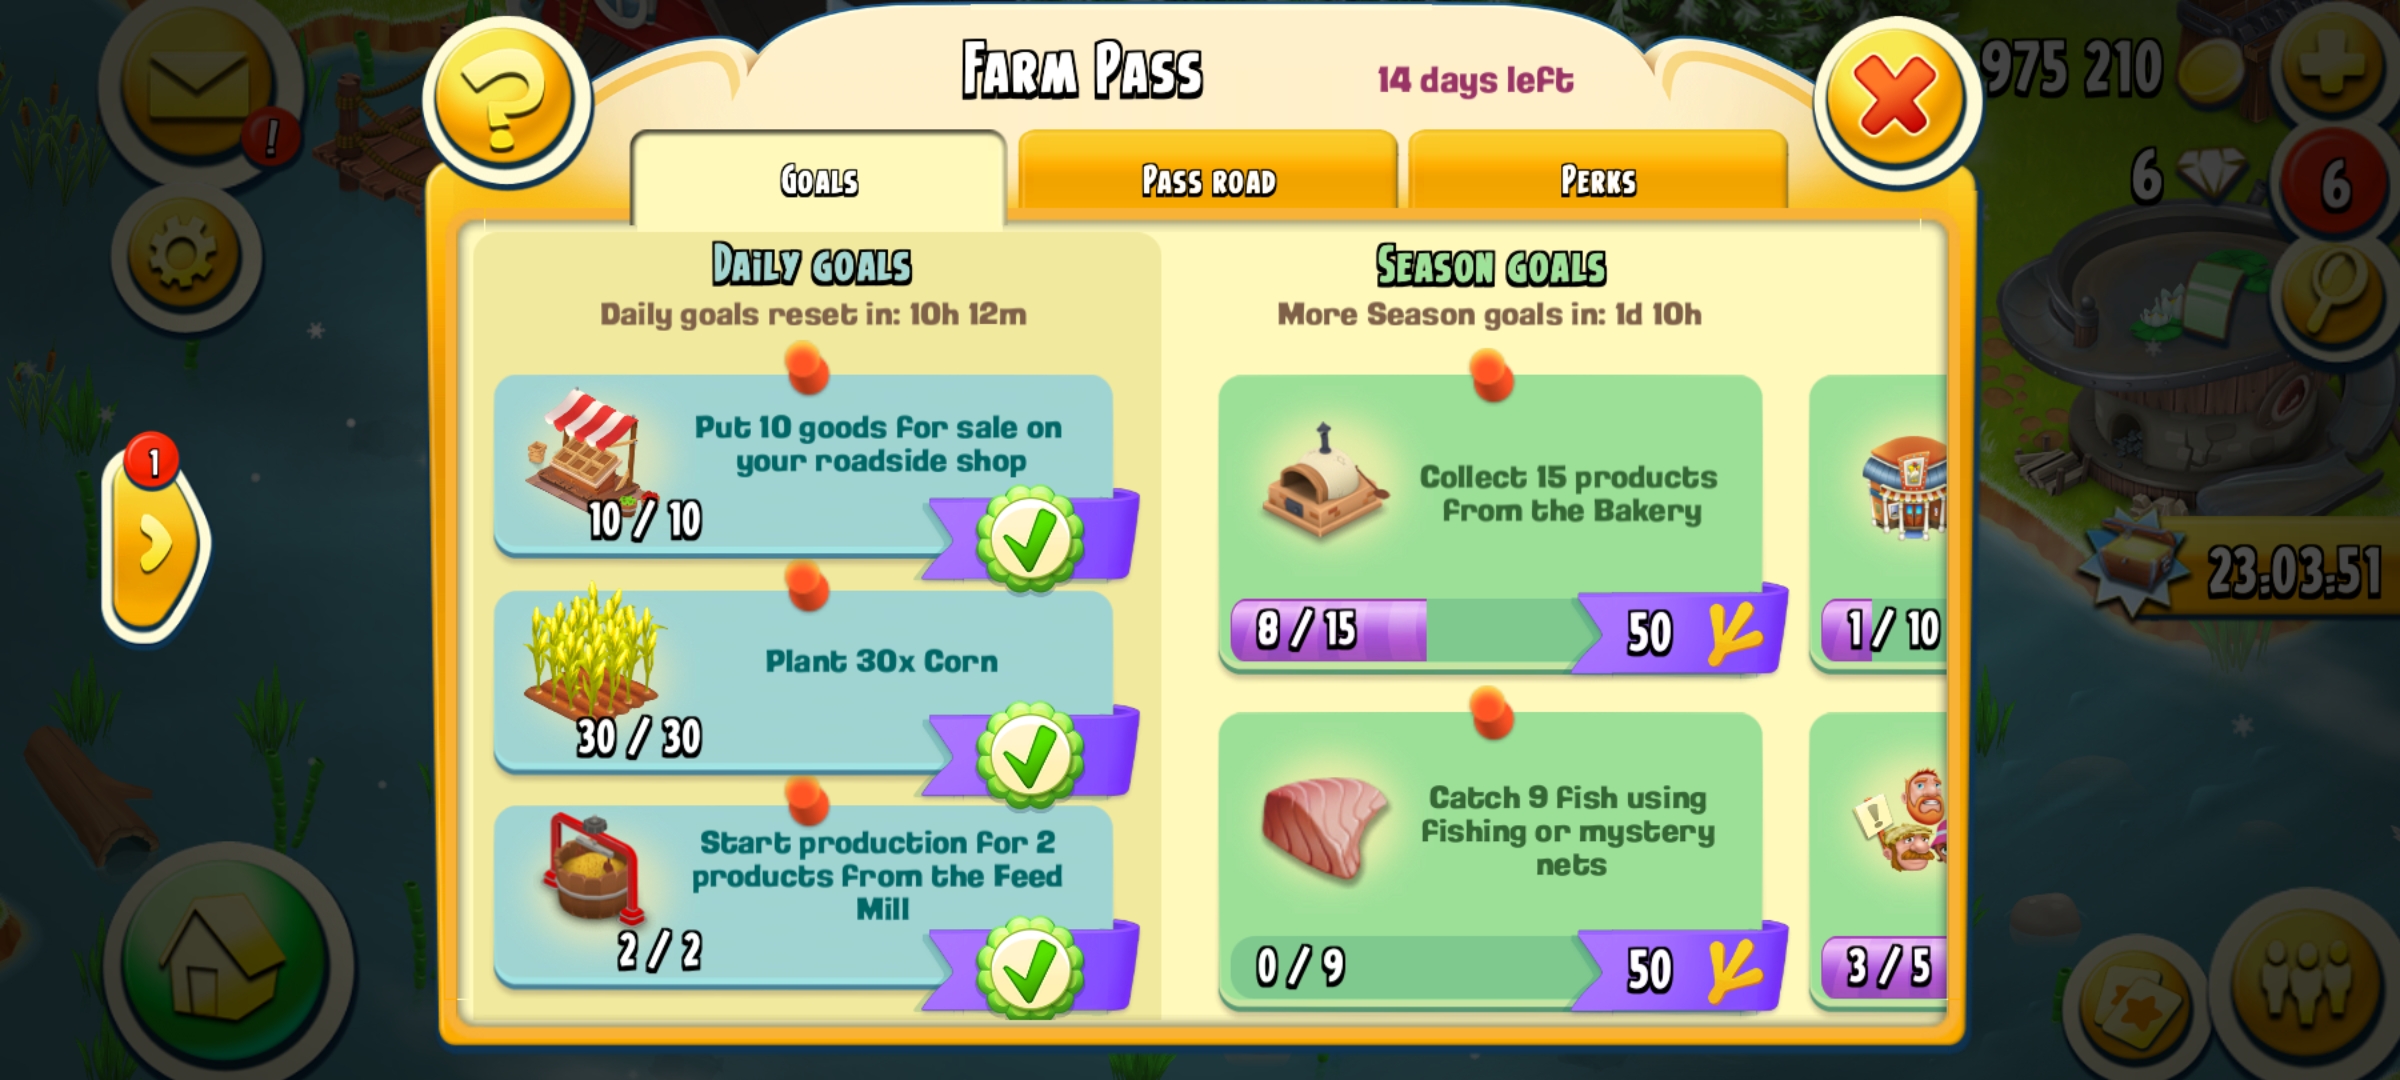 FARM PASS
14 days left
975 210
6
6
!
GOALS
PASS ROAD
PERKS
DAILY GOALS
Daily goals reset in: 10h 12m
Put 10 goods for sale on
your roadside shop
10 / 10
Plant 30x Corn
30 / 30
Start production for 2
products from the Feed
Mill
2 / 2
SEASON GOALS
More Season goals in: 1d 10h
Collect 15 products
from the Bakery
8 / 15
50
1 / 10
Catch 9 fish using
fishing or mystery
nets
0 / 9
50
!
3 / 5
1
23:03:51